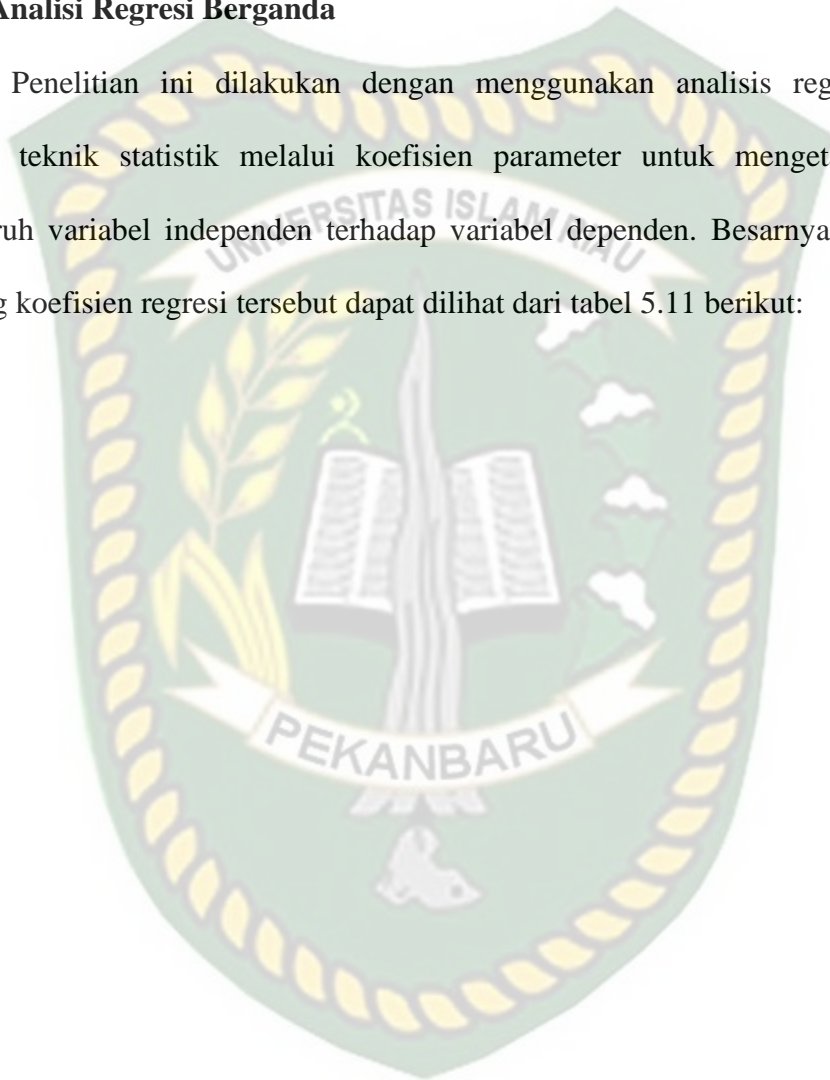 Analisi Regresi Berganda
Penelitian ini dilakukan dengan menggunakan analisis reg
teknik statistik melalui koefisien parameter untuk menget
ruh variabel independen terhadap variabel dependen. Besarnya
g koefisien regresi tersebut dapat dilihat dari tabel 5.11 berikut:
UNIVERSITAS ISLAM RIAU
PEKANBARU